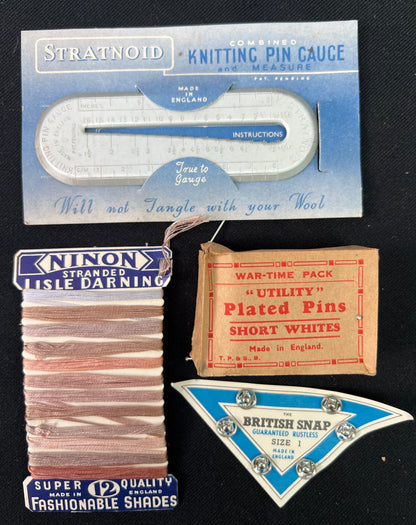 STRATNOID
COMBINED
KNITTING PIN GAUGE
and MEASURE
PAT. PENDING
MADE IN
ENGLAND
INCHES
INSTRUCTIONS
True to
Gauge
Will not Tangle with your Wool
NINON
STRANDED
LISLE DARNING
SUPER 12 QUALITY
MADE IN ENGLAND
FASHIONABLE SHADES
WAR-TIME PACK
"UTILITY"
Plated Pins
SHORT WHITES
Made in England.
T. P. & S., B.
THE
BRITISH SNAP
GUARANTEED RUSTLESS
SIZE 1
MADE IN
ENGLAND